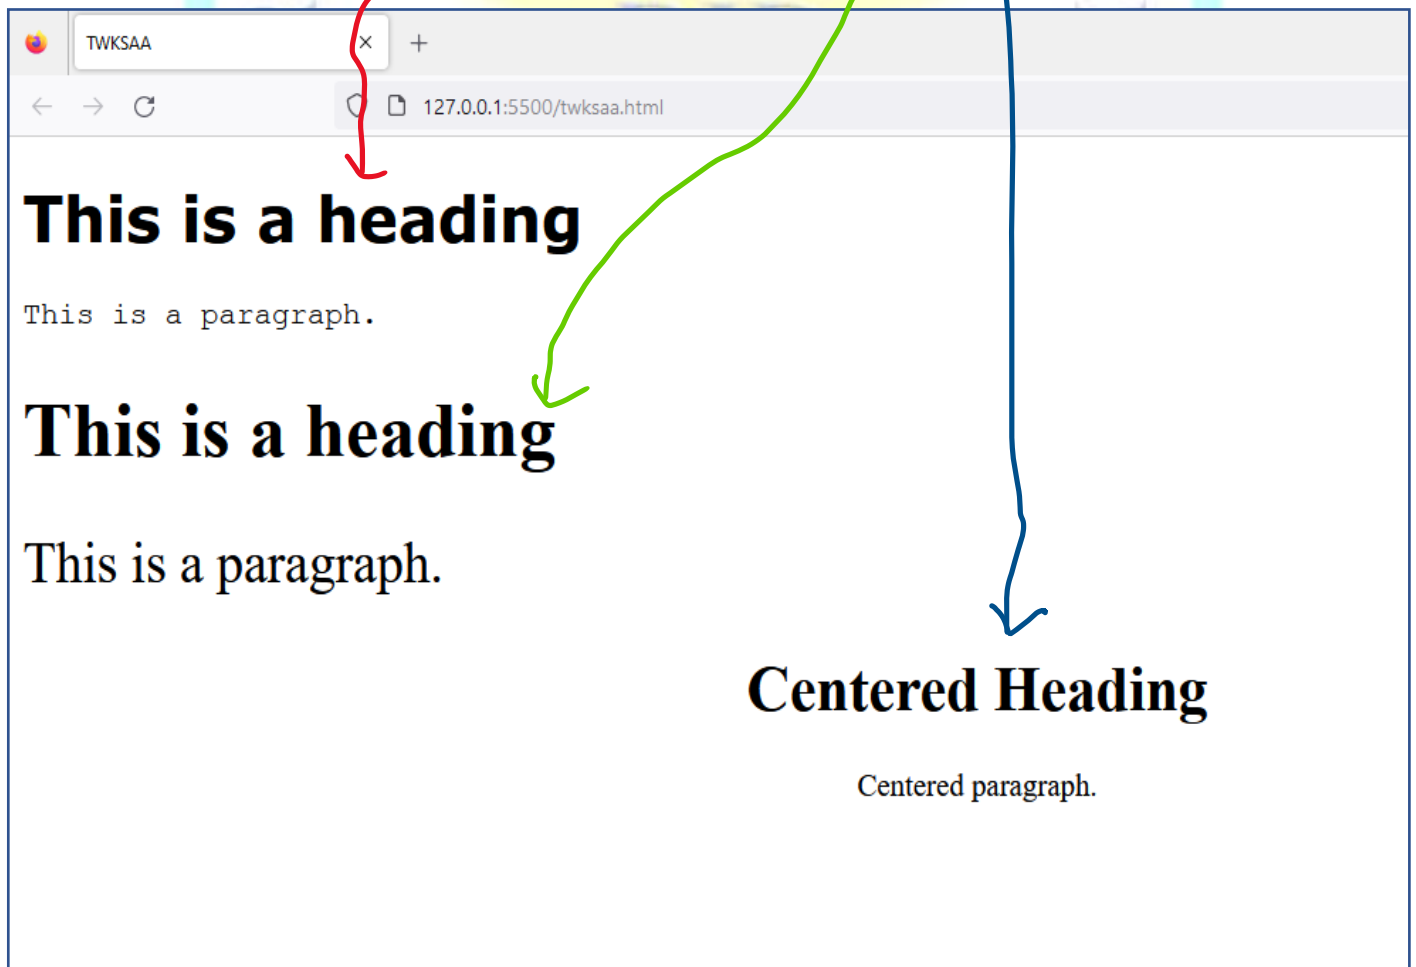 TWKSAA
127.0.0.1:5500/twksaa.html
This is a heading
This is a paragraph.
This is a heading
This is a paragraph.
Centered Heading
Centered paragraph.